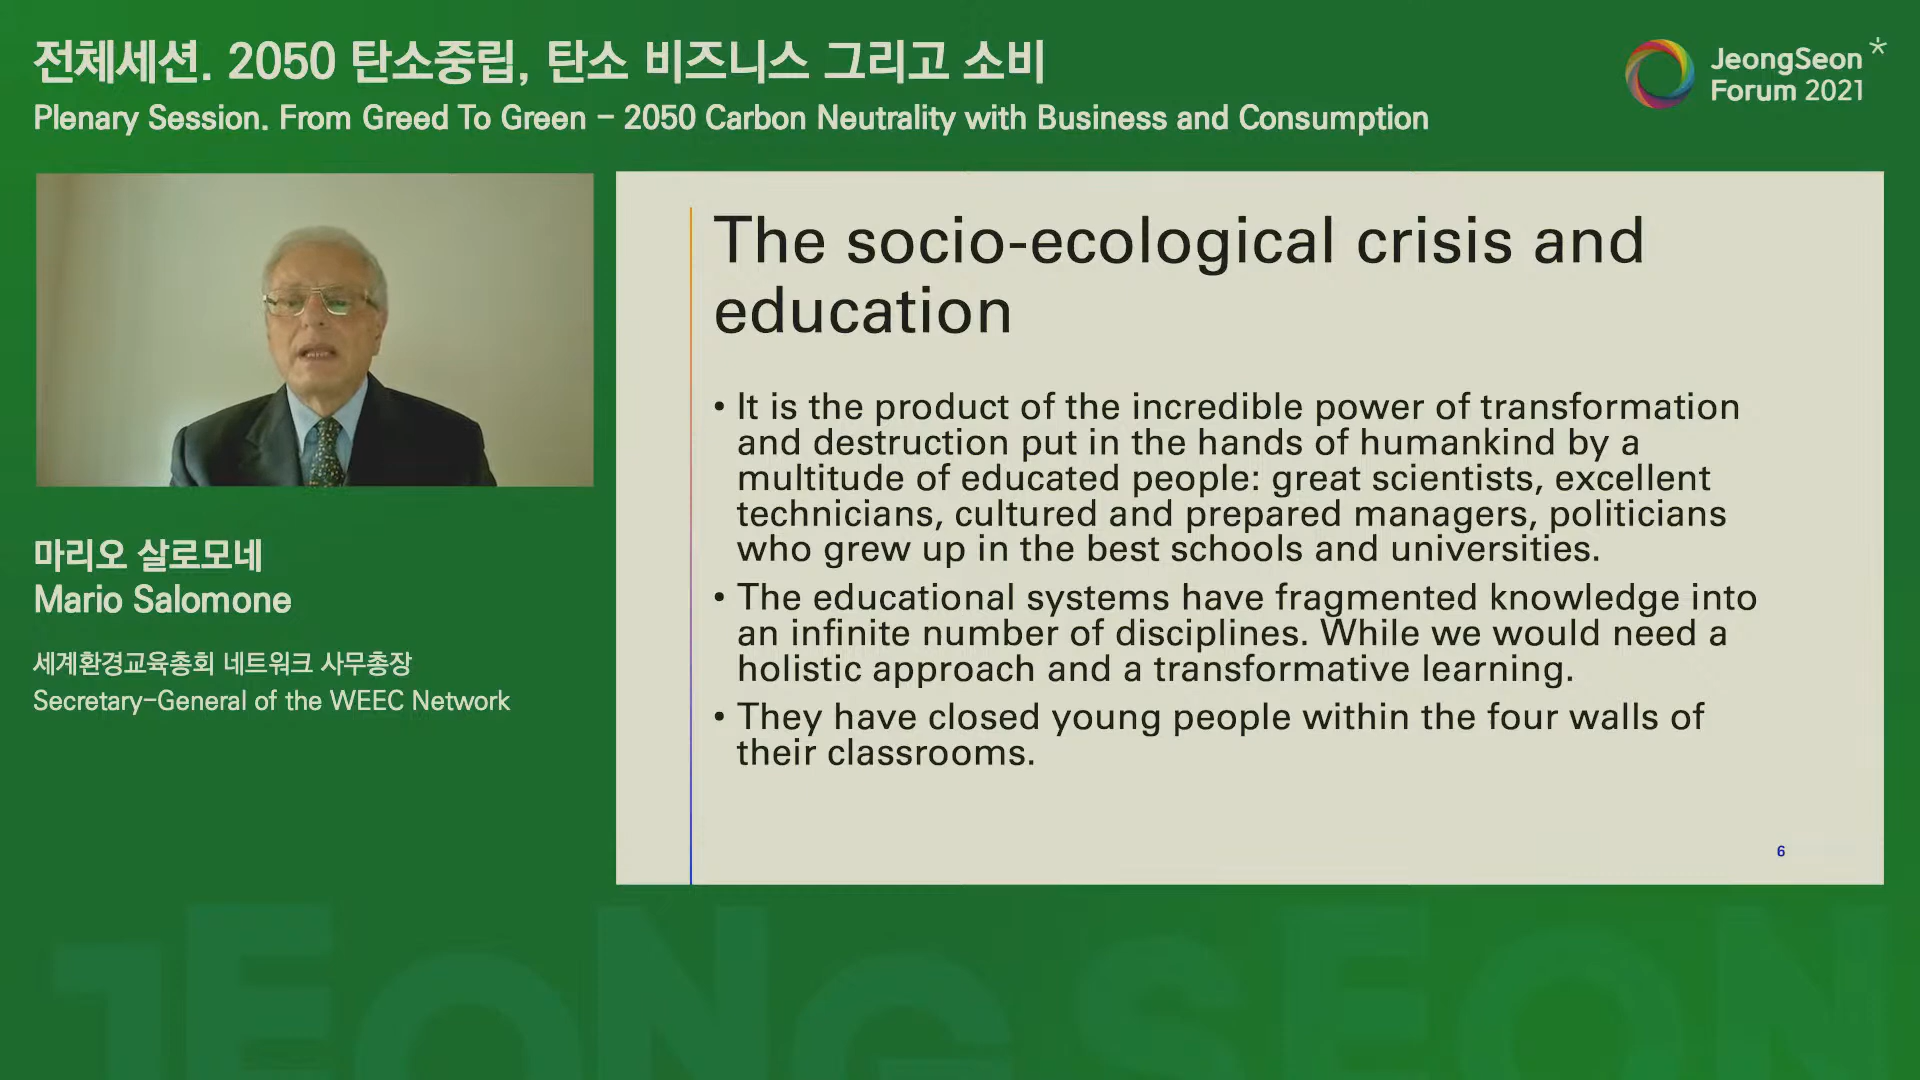 전체세션. 2050 탄소중립, 탄소 비즈니스 그리고 소비
Plenary Session. From Greed To Green – 2050 Carbon Neutrality with Business and Consumption
JeongSeon*
Forum 2021
마리오 살로모네
Mario Salomone
세계환경교육총회 네트워크 사무총장
Secretary-General of the WEEC Network
The socio-ecological crisis and
education
• It is the product of the incredible power of transformation
and destruction put in the hands of humankind by a
multitude of educated people: great scientists, excellent
technicians, cultured and prepared managers, politicians
who grew up in the best schools and universities.
• The educational systems have fragmented knowledge into
an infinite number of disciplines. While we would need a
holistic approach and a transformative learning.
• They have closed young people within the four walls of
their classrooms.
6
JEONGSEON